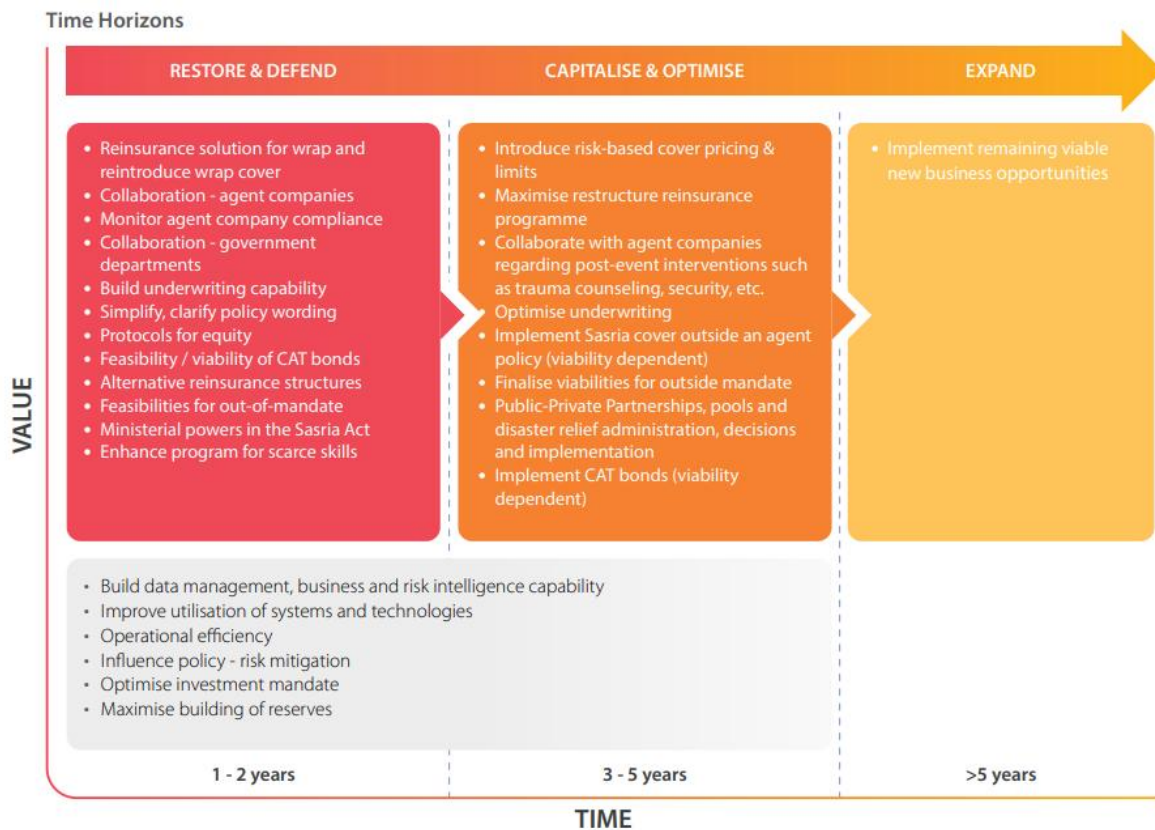 Time Horizons
RESTORE & DEFEND
CAPITALISE & OPTIMISE
EXPAND
• Reinsurance solution for wrap and
reintroduce wrap cover
• Collaboration - agent companies
• Monitor agent company compliance
• Collaboration - government
departments
• Build underwriting capability
• Simplify, clarify policy wording
• Protocols for equity
• Feasibility / viability of CAT bonds
• Alternative reinsurance structures
• Feasibilities for out-of-mandate
• Ministerial powers in the Sasria Act
• Enhance program for scarce skills
• Introduce risk-based cover pricing &
limits
• Maximise restructure reinsurance
programme
• Collaborate with agent companies
regarding post-event interventions such
as trauma counseling, security, etc.
• Optimise underwriting
• Implement Sasria cover outside an agent
policy (viability dependent)
• Finalise viabilities for outside mandate
• Public-Private Partnerships, pools and
disaster relief administration, decisions
and implementation
• Implement CAT bonds (viability
dependent)
• Implement remaining viable
new business opportunities
• Build data management, business and risk intelligence capability
• Improve utilisation of systems and technologies
• Operational efficiency
• Influence policy - risk mitigation
• Optimise investment mandate
• Maximise building of reserves
1 - 2 years
3 - 5 years
>5 years
VALUE
TIME